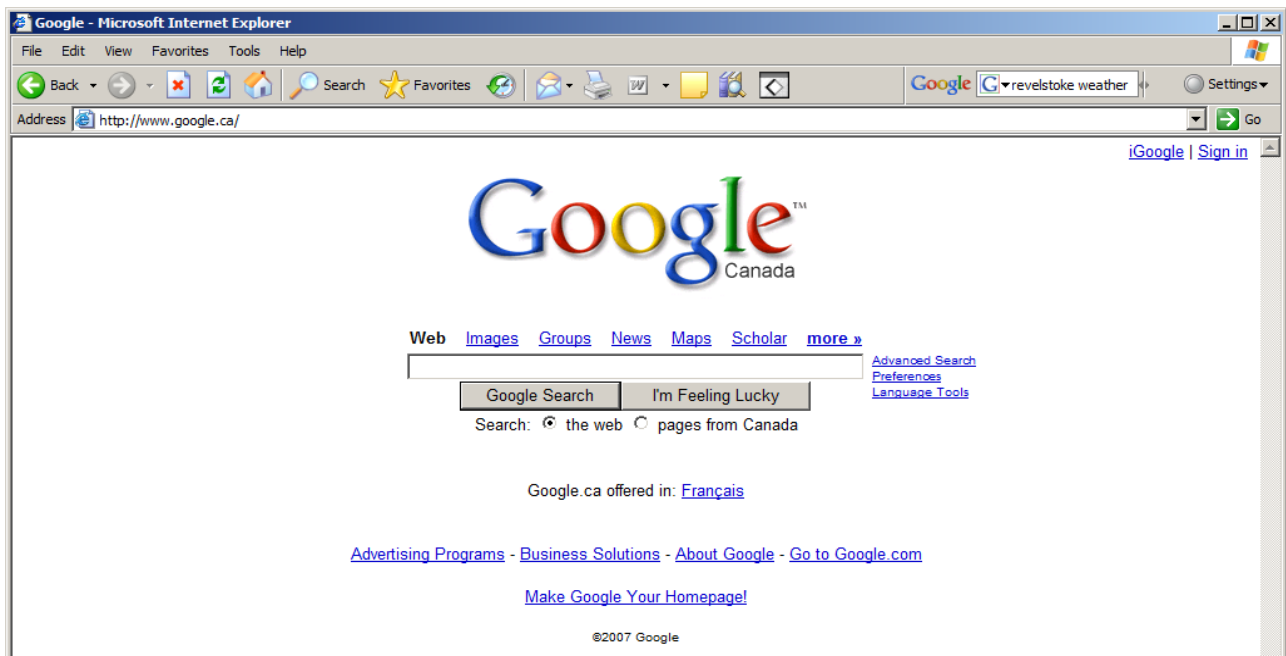 Google - Microsoft Internet Explorer
File Edit View Favorites Tools Help
Back Search Favorites W Google G revelstoke weather Settings
Address http://www.google.ca/ Go
iGoogle | Sign in
Google™
Canada
Web Images Groups News Maps Scholar more »
Advanced Search
Preferences
Language Tools
Google Search I'm Feeling Lucky
Search: the web pages from Canada
Google.ca offered in: Français
Advertising Programs - Business Solutions - About Google - Go to Google.com
Make Google Your Homepage!
©2007 Google